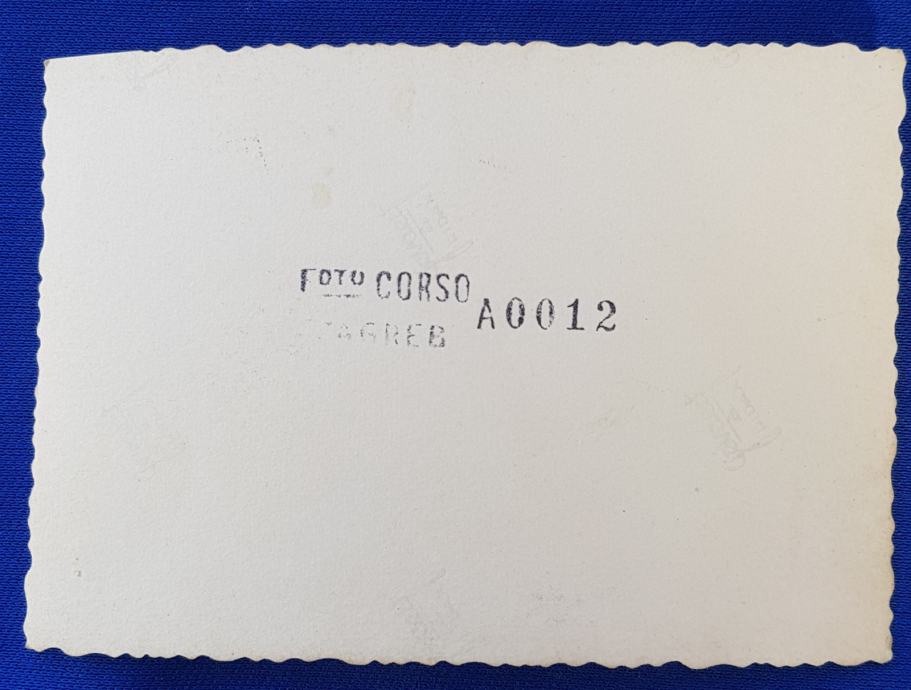 FOTO CORSO
ZAGREB
A0012